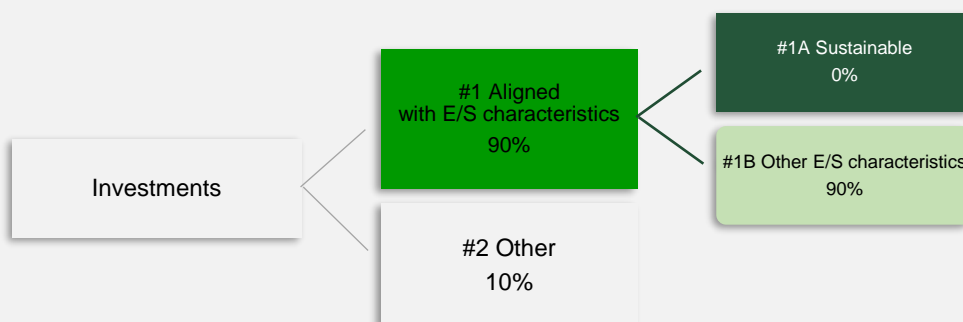 Investments
#1 Aligned
with E/S characteristics
90%
#2 Other
10%
#1A Sustainable
0%
#1B Other E/S characteristics
90%